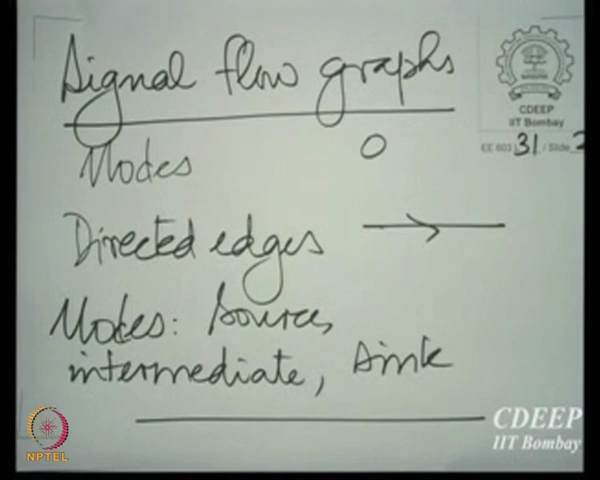 Signal flow graphs
CDEEP
IIT Bombay
EE 603 31 / Slide 2
Nodes
Directed edges
Nodes: Source,
intermediate, Sink
CDEEP
IIT Bombay
NPTEL